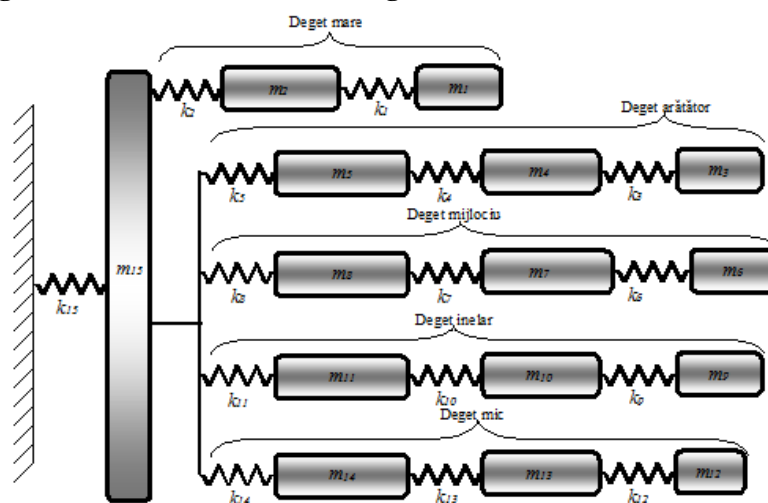 Deget mare
m2 m1
k2 k1
Deget arătător
m5 m4 m3
k5 k4 k3
Deget mijlociu
m15
m8 m7 m6
k15
k8 k7 k6
Deget inelar
m11 m10 m9
k11 k10 k9
Deget mic
m14 m13 m12
k14 k13 k12